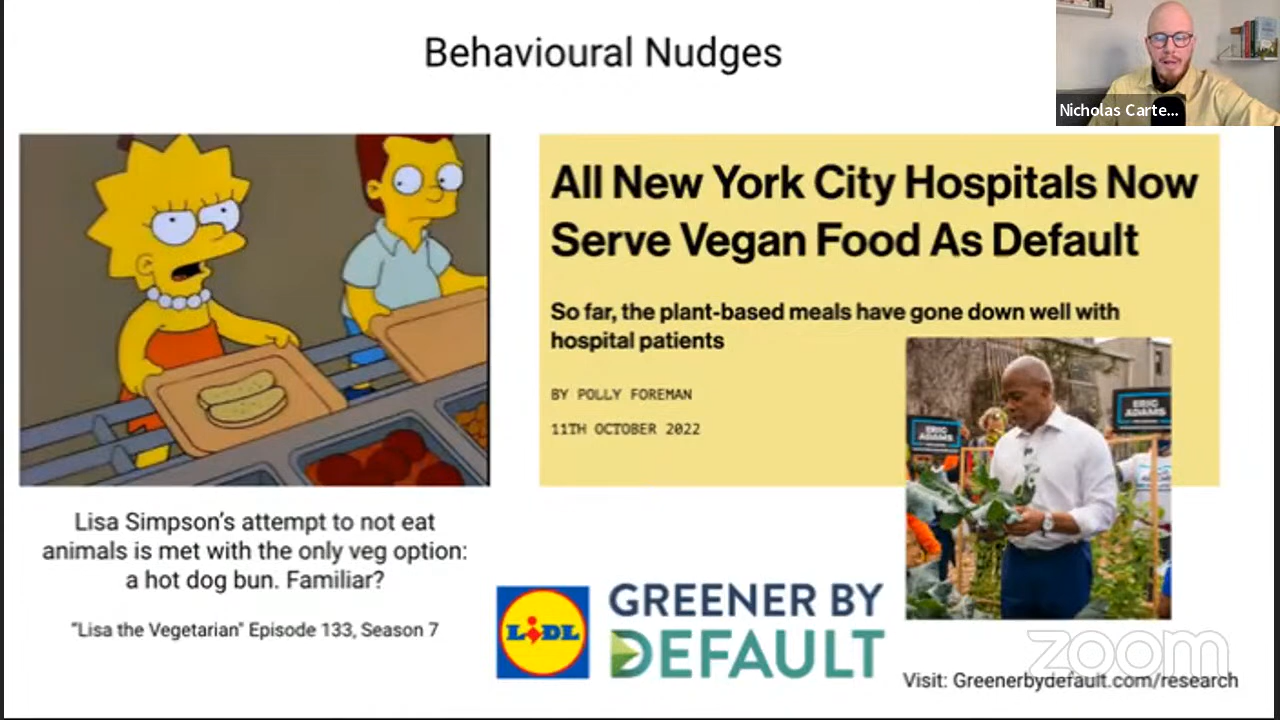 Behavioural Nudges
Nicholas Carte...
All New York City Hospitals Now
Serve Vegan Food As Default
So far, the plant-based meals have gone down well with
hospital patients
BY POLLY FOREMAN
11TH OCTOBER 2022
ERIC
ADAMS
ERIC
ADAMS
Lisa Simpson's attempt to not eat
animals is met with the only veg option:
a hot dog bun. Familiar?
"Lisa the Vegetarian" Episode 133, Season 7
LiDL
GREENER BY
DEFAULT
zoom
Visit: Greenerbydefault.com/research